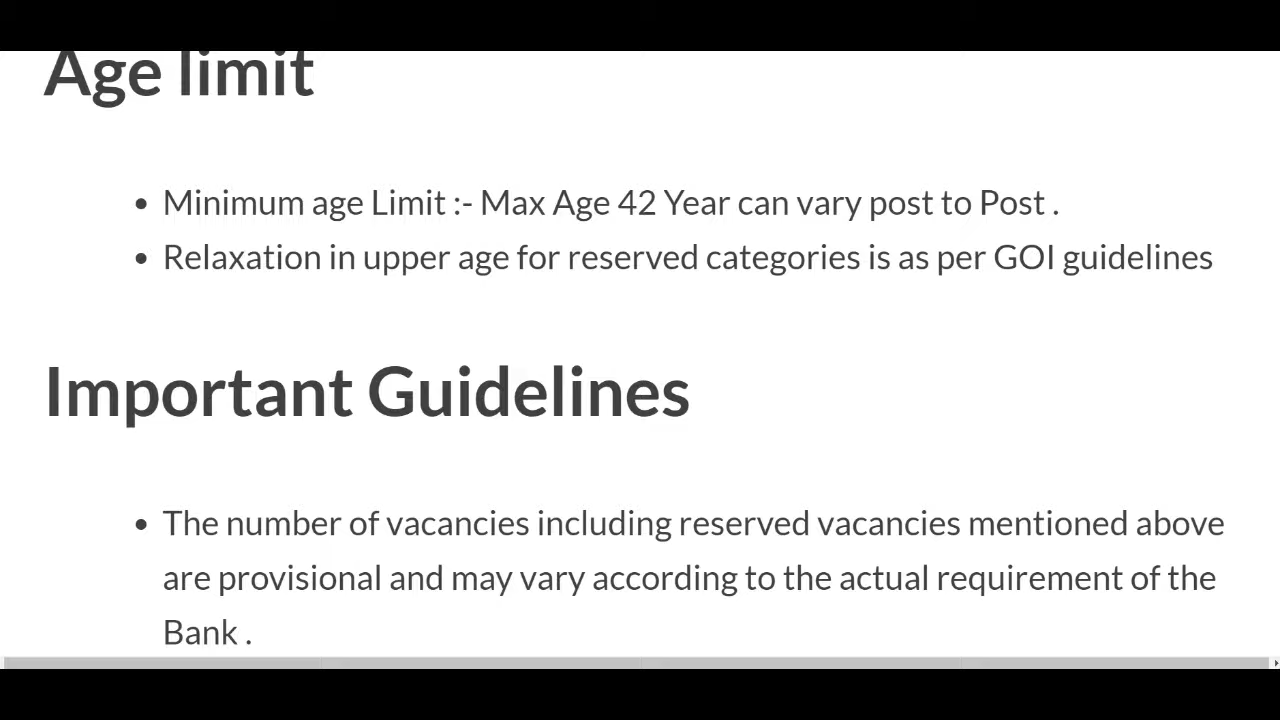 Age limit
• Minimum age Limit :- Max Age 42 Year can vary post to Post .
• Relaxation in upper age for reserved categories is as per GOI guidelines
Important Guidelines
• The number of vacancies including reserved vacancies mentioned above
are provisional and may vary according to the actual requirement of the
Bank .